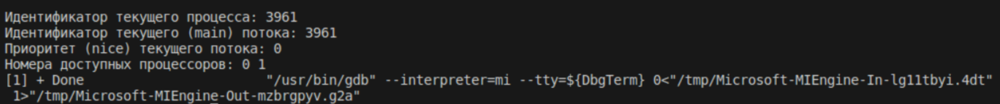 Идентификатор текущего процесса: 3961
Идентификатор текущего (main) потока: 3961
Приоритет (nice) текущего потока: 0
Номера доступных процессоров: 0 1
[1] + Done                       "/usr/bin/gdb" --interpreter=mi --tty=${DbgTerm} 0<"/tmp/Microsoft-MIEngine-In-lg11tbyi.4dt"
 1>"/tmp/Microsoft-MIEngine-Out-mzbrgpyv.g2a"